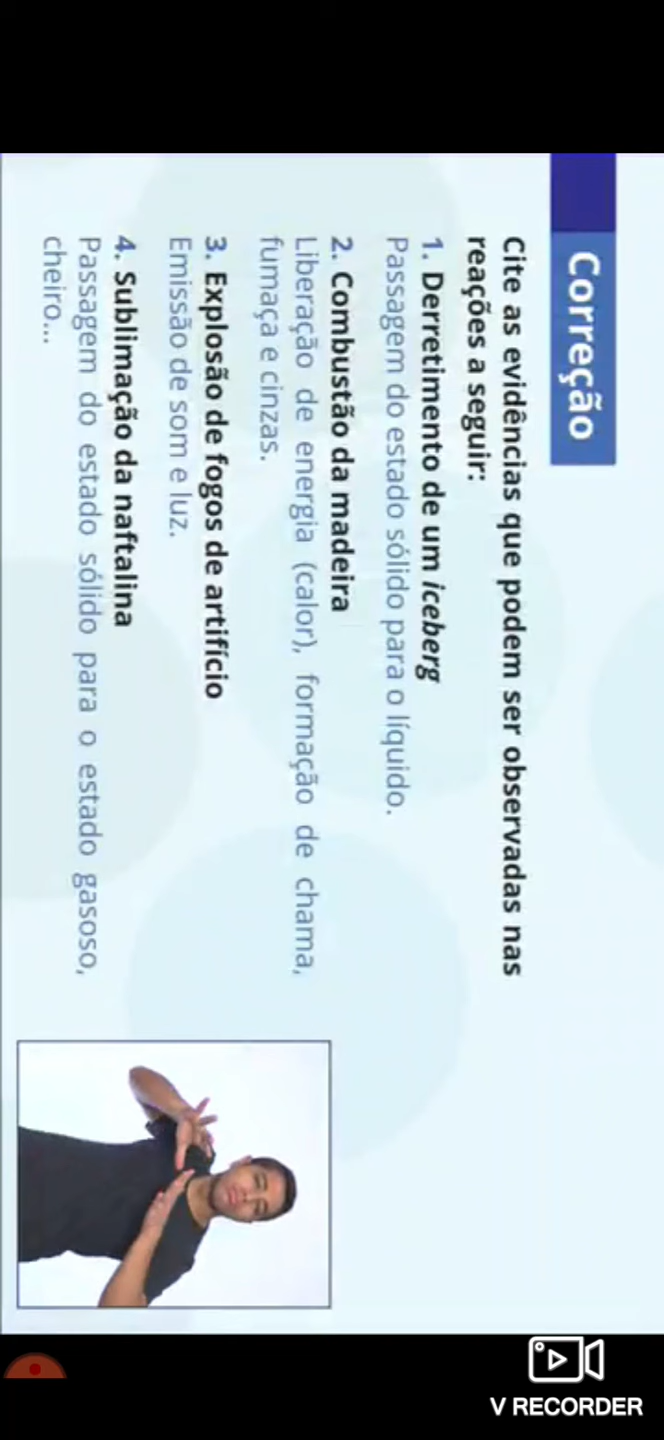 Correção
Cite as evidências que podem ser observadas nas
reações a seguir:
1. Derretimento de um iceberg
Passagem do estado sólido para o líquido.
2. Combustão da madeira
Liberação de energia (calor), formação de chama,
fumaça e cinzas.
3. Explosão de fogos de artifício
Emissão de som e luz.
4. Sublimação da naftalina
Passagem do estado sólido para o estado gasoso,
cheiro...
V RECORDER